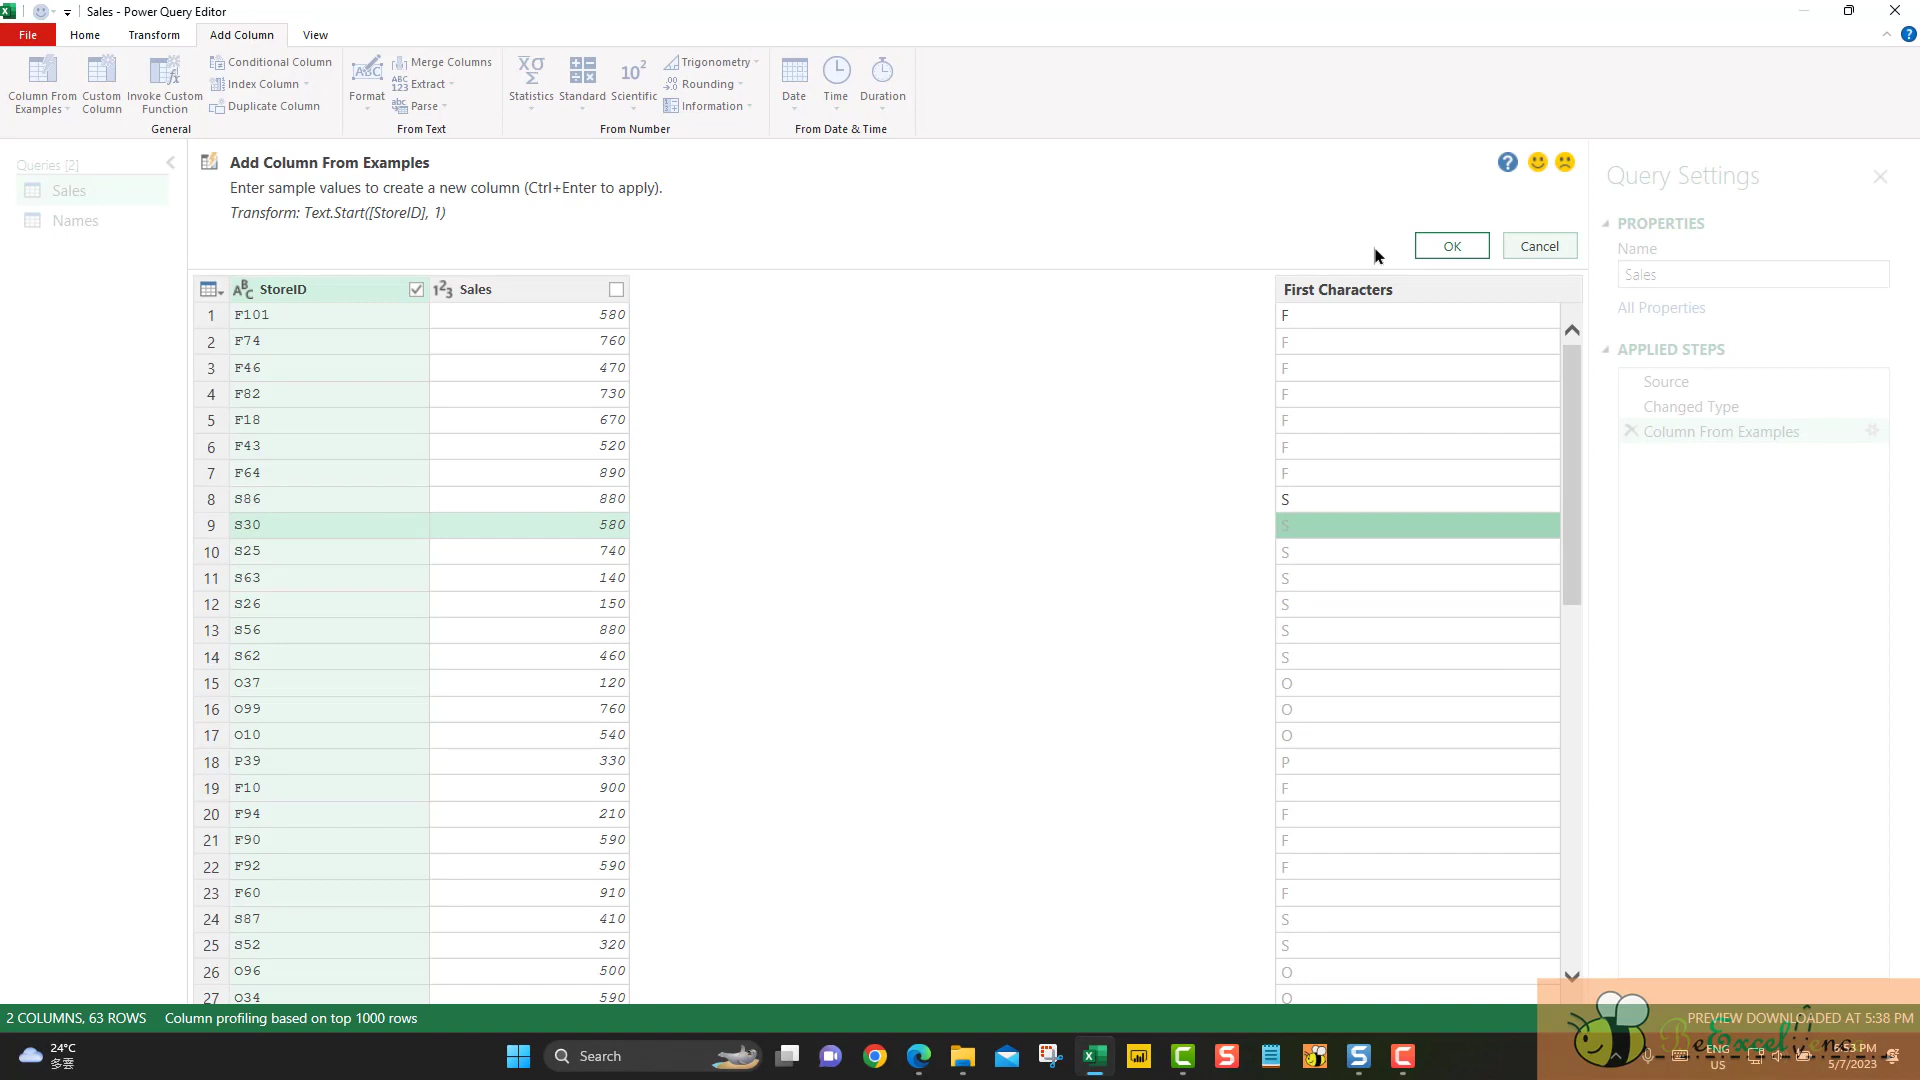 Sales - Power Query Editor
File
Home
Transform
Add Column
View
Column From
Examples
Custom
Column
Invoke Custom
Function
Conditional Column
Index Column
Duplicate Column
General
Format
Merge Columns
Extract
Parse
From Text
Statistics
Standard
Scientific
Trigonometry
Rounding
Information
From Number
Date
Time
Duration
From Date & Time
Queries [2]
Sales
Names
Add Column From Examples
Enter sample values to create a new column (Ctrl+Enter to apply).
Transform: Text.Start([StoreID], 1)
OK
Cancel
StoreID Sales First Characters
1 F101 580 F
2 F74 760 F
3 F46 470 F
4 F82 730 F
5 F18 670 F
6 F43 520 F
7 F64 890 F
8 S86 880 S
9 S30 580 S
10 S25 740 S
11 S63 140 S
12 S26 150 S
13 S56 880 S
14 S62 460 S
15 O37 120 O
16 O99 760 O
17 O10 540 O
18 P39 330 P
19 F10 900 F
20 F94 210 F
21 F90 590 F
22 F92 590 F
23 F60 910 F
24 S87 410 S
25 S52 320 S
26 O96 500 O
27 O34 590 O
Query Settings
PROPERTIES
Name
Sales
All Properties
APPLIED STEPS
Source
Changed Type
Column From Examples
2 COLUMNS, 63 ROWS Column profiling based on top 1000 rows
PREVIEW DOWNLOADED AT 5:38 PM
24°C
多雲
Search
ENG
US
5/7/2023